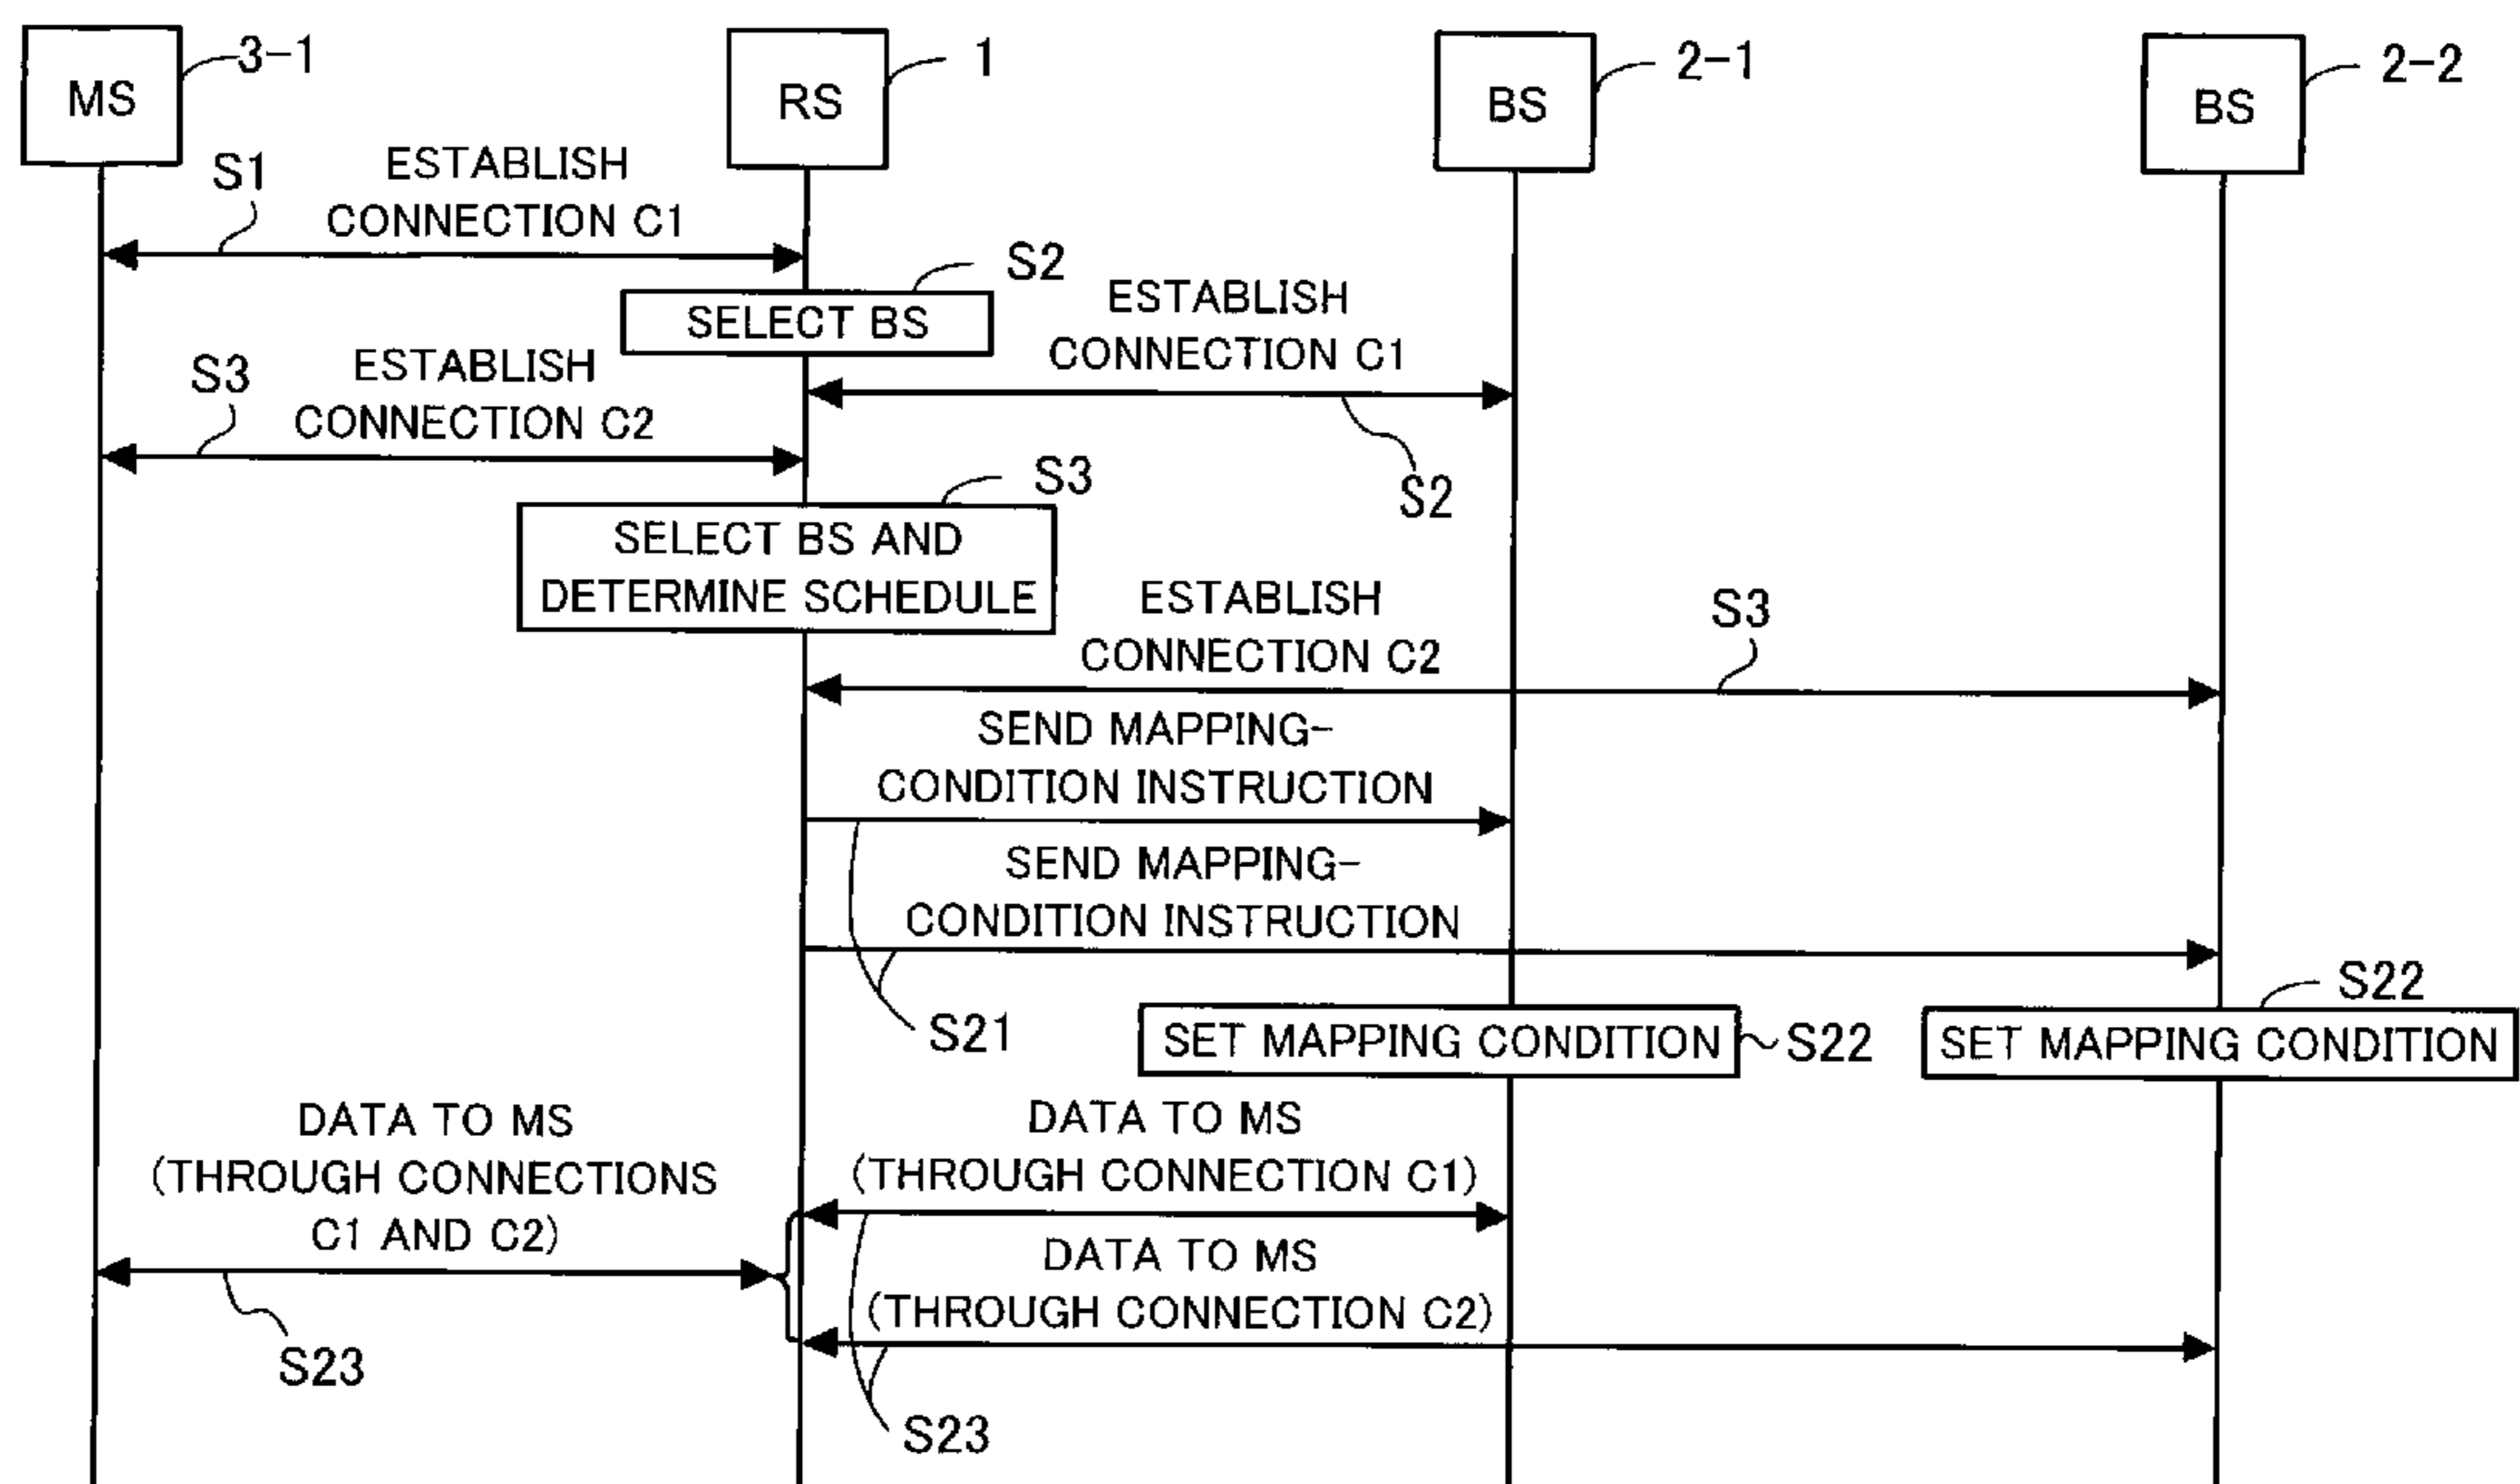 MS
3-1
RS
1
BS
2-1
BS
2-2
S1
ESTABLISH
CONNECTION C1
S2
SELECT BS
ESTABLISH
CONNECTION C1
S2
S3
ESTABLISH
CONNECTION C2
S3
SELECT BS AND
DETERMINE SCHEDULE
ESTABLISH
CONNECTION C2
S3
SEND MAPPING-
CONDITION INSTRUCTION
SEND MAPPING-
CONDITION INSTRUCTION
S21
SET MAPPING CONDITION
S22
S22
SET MAPPING CONDITION
DATA TO MS
(THROUGH CONNECTIONS
C1 AND C2)
S23
DATA TO MS
(THROUGH CONNECTION C1)
DATA TO MS
(THROUGH CONNECTION C2)
S23